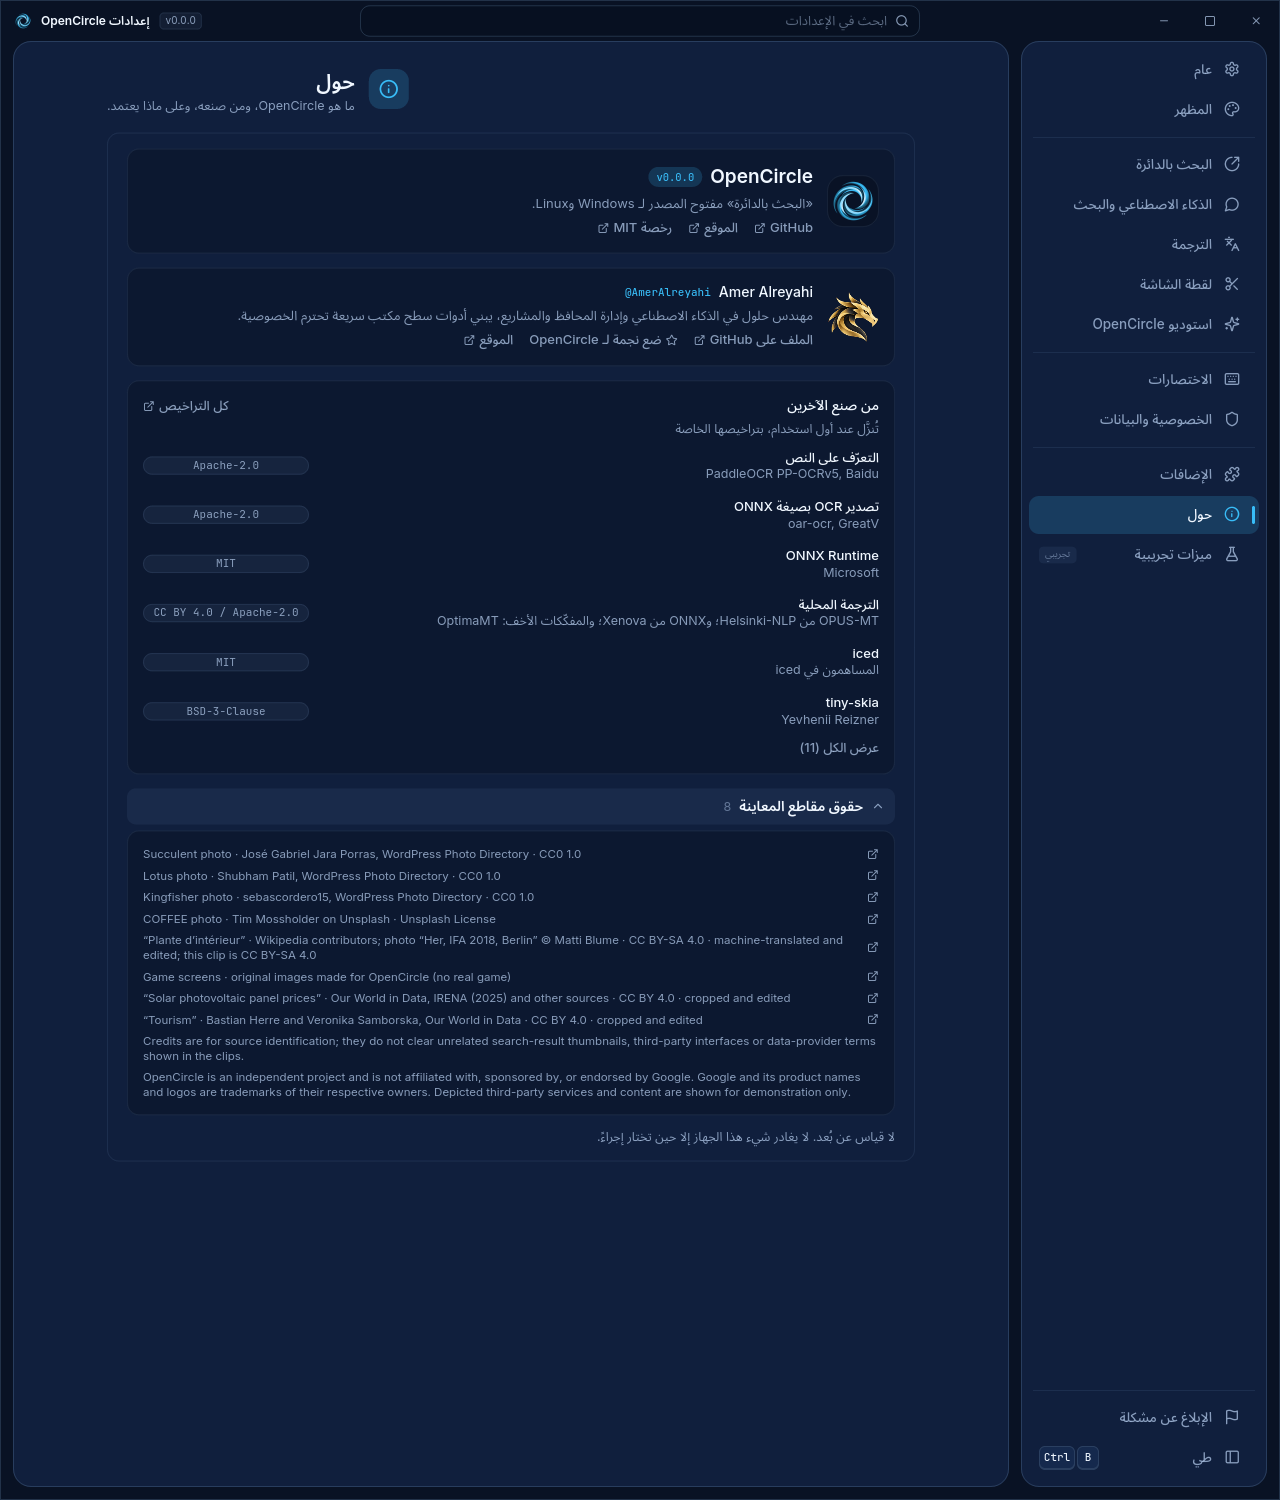 إعدادات OpenCircle
v0.0.0
ابحث في الإعدادات
عام
المظهر
البحث بالدائرة
الذكاء الاصطناعي والبحث
الترجمة
لقطة الشاشة
استوديو OpenCircle
الاختصارات
الخصوصية والبيانات
الإضافات
حول
ميزات تجريبية
تجريبي
الإبلاغ عن مشكلة
طي
Ctrl B
حول
ما هو OpenCircle، ومن صنعه، وعلى ماذا يعتمد.
OpenCircle v0.0.0
«البحث بالدائرة» مفتوح المصدر لـ Windows وLinux.
GitHub الموقع رخصة MIT
Amer Alreyahi @AmerAlreyahi
مهندس حلول في الذكاء الاصطناعي وإدارة المحافظ والمشاريع، يبني أدوات سطح مكتب سريعة تحترم الخصوصية.
الملف على GitHub ضع نجمة لـ OpenCircle الموقع
من صنع الآخرين
كل التراخيص
تُنزَّل عند أول استخدام، بتراخيصها الخاصة
التعرّف على النص
PaddleOCR PP-OCRv5, Baidu
Apache-2.0
تصدير OCR بصيغة ONNX
oar-ocr, GreatV
Apache-2.0
ONNX Runtime
Microsoft
MIT
الترجمة المحلية
OPUS-MT من Helsinki-NLP؛ وONNX من Xenova؛ والمفكّكات الأخف: OptimaMT
CC BY 4.0 / Apache-2.0
iced
المساهمون في iced
MIT
tiny-skia
Yevhenii Reizner
BSD-3-Clause
عرض الكل (11)
حقوق مقاطع المعاينة 8
Succulent photo · José Gabriel Jara Porras, WordPress Photo Directory · CC0 1.0
Lotus photo · Shubham Patil, WordPress Photo Directory · CC0 1.0
Kingfisher photo · sebascordero15, WordPress Photo Directory · CC0 1.0
COFFEE photo · Tim Mossholder on Unsplash · Unsplash License
“Plante d’intérieur” · Wikipedia contributors; photo “Her, IFA 2018, Berlin” © Matti Blume · CC BY-SA 4.0 · machine-translated and
edited; this clip is CC BY-SA 4.0
Game screens · original images made for OpenCircle (no real game)
“Solar photovoltaic panel prices” · Our World in Data, IRENA (2025) and other sources · CC BY 4.0 · cropped and edited
“Tourism” · Bastian Herre and Veronika Samborska, Our World in Data · CC BY 4.0 · cropped and edited
Credits are for source identification; they do not clear unrelated search-result thumbnails, third-party interfaces or data-provider terms
shown in the clips.
OpenCircle is an independent project and is not affiliated with, sponsored by, or endorsed by Google. Google and its product names
and logos are trademarks of their respective owners. Depicted third-party services and content are shown for demonstration only.
لا قياس عن بُعد. لا يغادر شيء هذا الجهاز إلا حين تختار إجراءً.